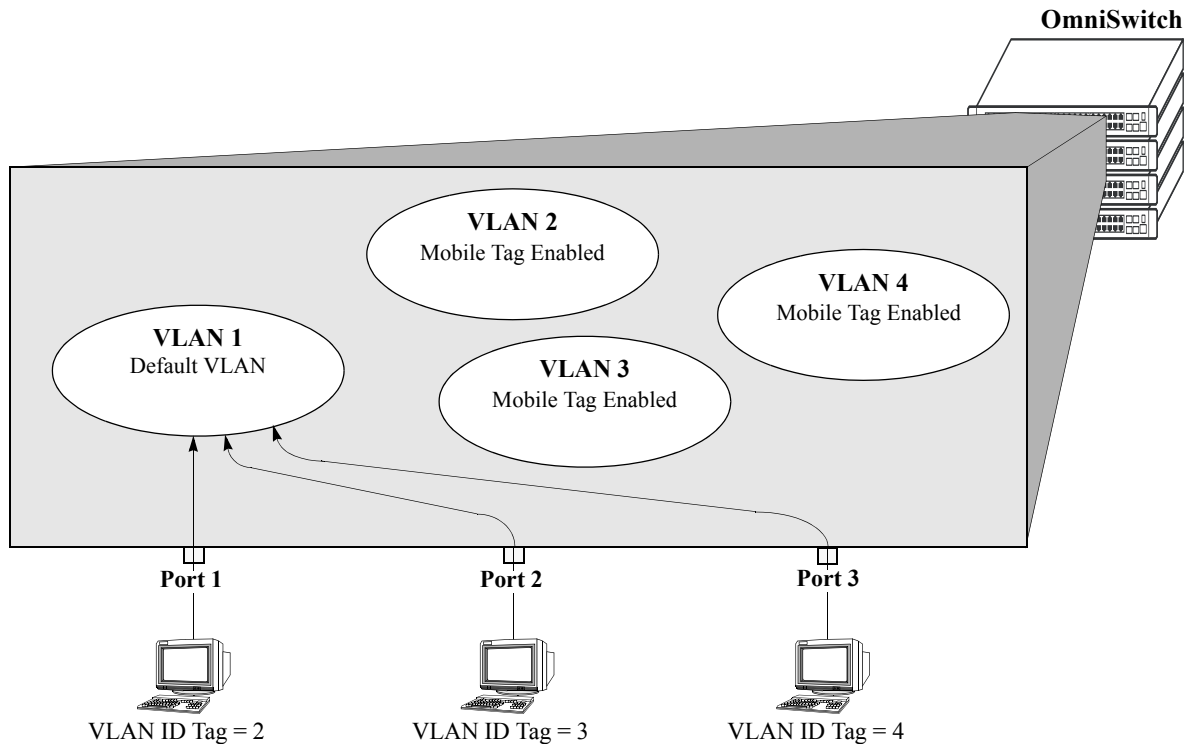 OmniSwitch
VLAN 2
Mobile Tag Enabled
VLAN 4
Mobile Tag Enabled
VLAN 1
Default VLAN
VLAN 3
Mobile Tag Enabled
Port 1
Port 2
Port 3
VLAN ID Tag = 2
VLAN ID Tag = 3
VLAN ID Tag = 4